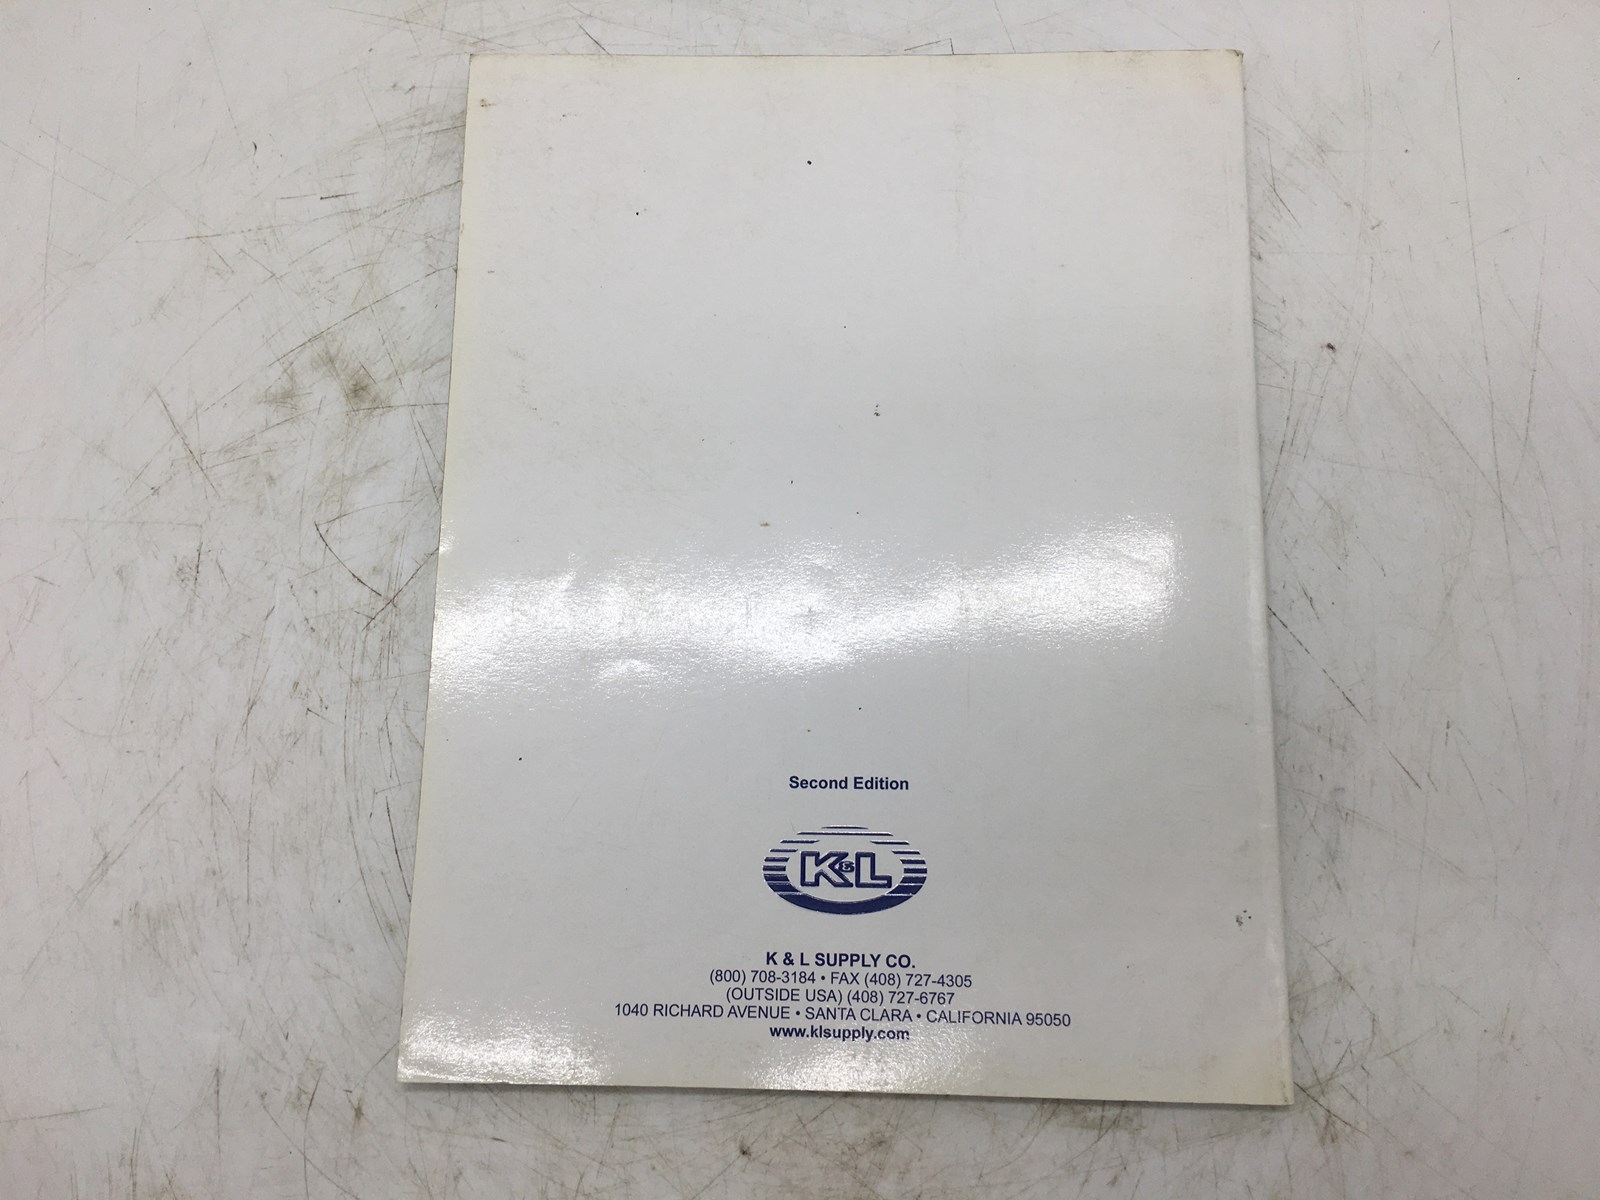 Second Edition
K&L
K & L SUPPLY CO.
(800) 708-3184 • FAX (408) 727-4305
(OUTSIDE USA) (408) 727-6767
1040 RICHARD AVENUE • SANTA CLARA • CALIFORNIA 95050
www.klsupply.com